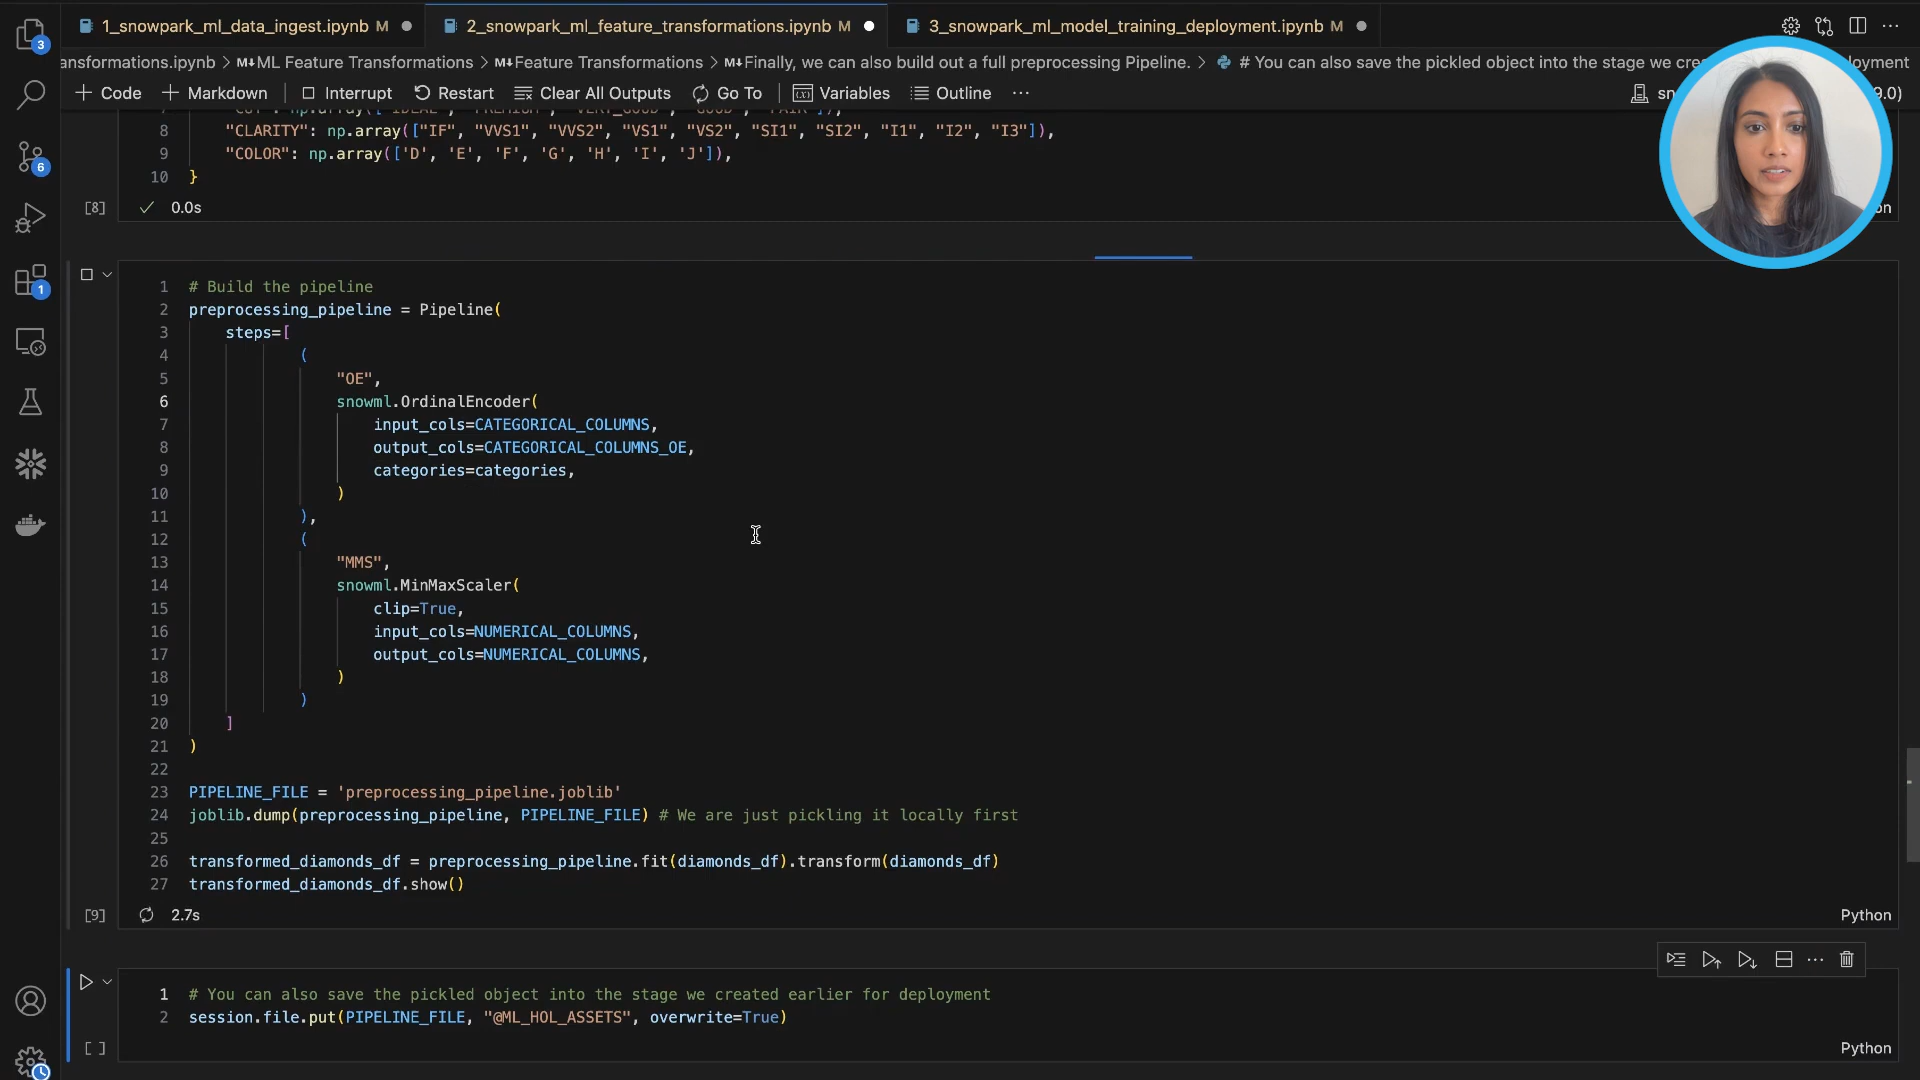 1_snowpark_ml_data_ingest.ipynb M
2_snowpark_ml_feature_transformations.ipynb M
3_snowpark_ml_model_training_deployment.ipynb M
ansformations.ipynb > M↓ML Feature Transformations > M↓Feature Transformations > M↓Finally, we can also build out a full preprocessing Pipeline. > # You can also save the pickled object into the stage we cre
oyment
+ Code + Markdown Interrupt Restart Clear All Outputs Go To Variables Outline ...
sn
9.0)
3
6
1
8 "CLARITY": np.array(["IF", "VVS1", "VVS2", "VS1", "VS2", "SI1", "SI2", "I1", "I2", "I3"]),
9 "COLOR": np.array(['D', 'E', 'F', 'G', 'H', 'I', 'J']),
10 }
[8] ✓ 0.0s
on
1 # Build the pipeline
2 preprocessing_pipeline = Pipeline(
3 steps=[
4 (
5 "OE",
6 snowml.OrdinalEncoder(
7 input_cols=CATEGORICAL_COLUMNS,
8 output_cols=CATEGORICAL_COLUMNS_OE,
9 categories=categories,
10 )
11 ),
12 (
13 "MMS",
14 snowml.MinMaxScaler(
15 clip=True,
16 input_cols=NUMERICAL_COLUMNS,
17 output_cols=NUMERICAL_COLUMNS,
18 )
19 )
20 ]
21 )
22
23 PIPELINE_FILE = 'preprocessing_pipeline.joblib'
24 joblib.dump(preprocessing_pipeline, PIPELINE_FILE) # We are just pickling it locally first
25
26 transformed_diamonds_df = preprocessing_pipeline.fit(diamonds_df).transform(diamonds_df)
27 transformed_diamonds_df.show()
[9] 2.7s
Python
1 # You can also save the pickled object into the stage we created earlier for deployment
2 session.file.put(PIPELINE_FILE, "@ML_HOL_ASSETS", overwrite=True)
[ ]
Python